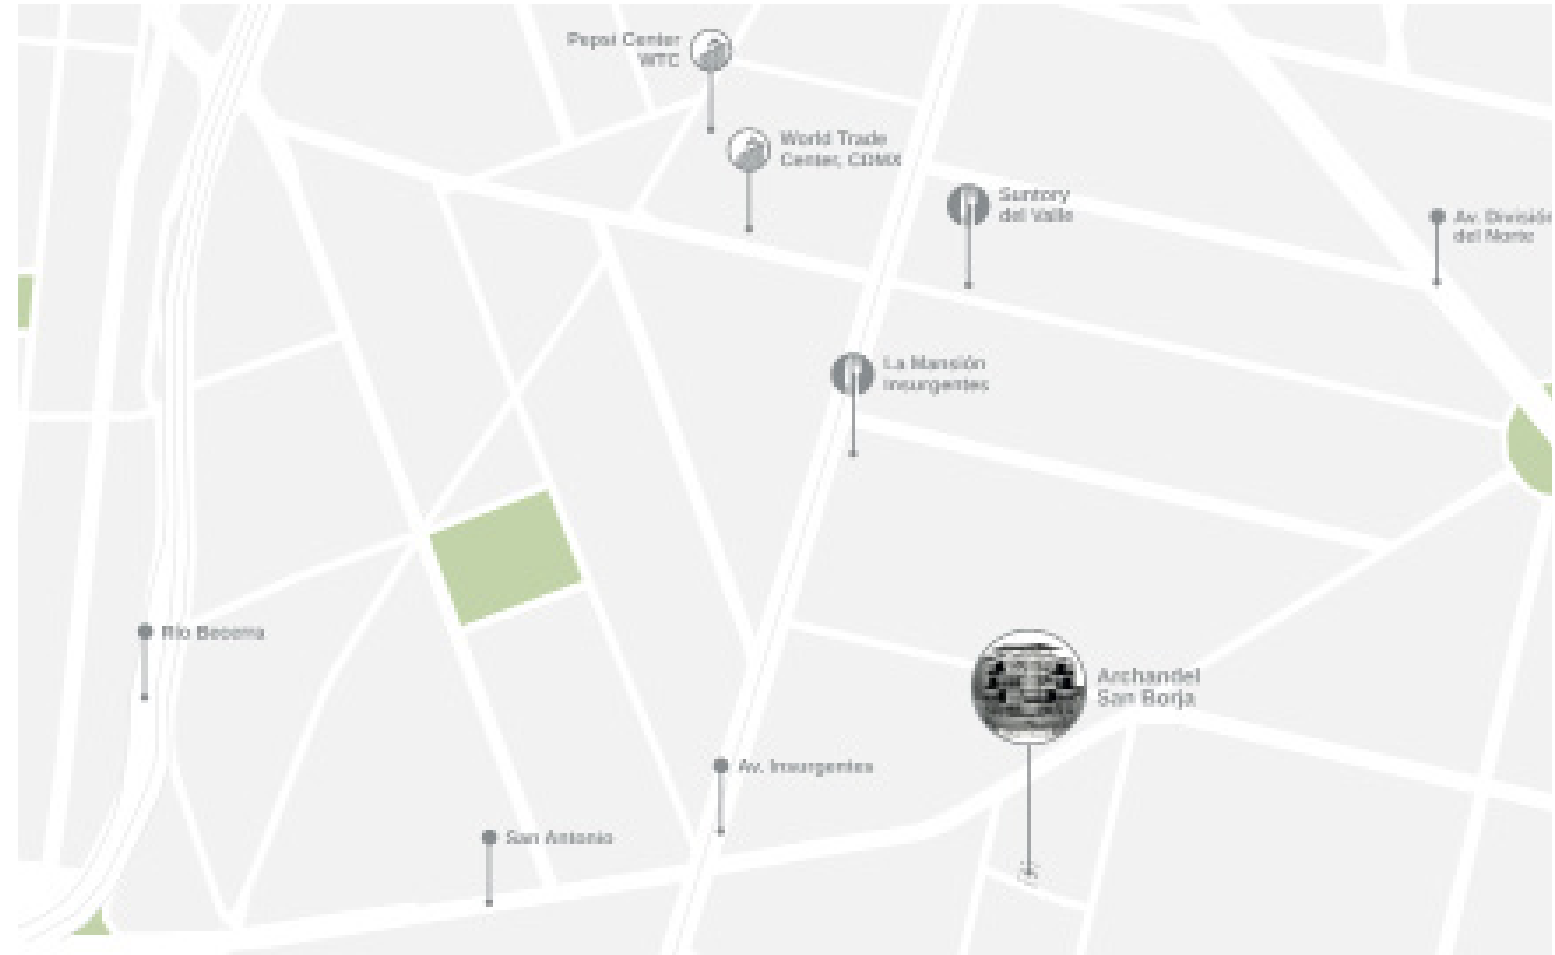 Pepsi Center
WTC
World Trade
Center, CDMX
Suntory
del Valle
Av. División
del Norte
La Mansión
insurgentes
Río Becerra
Archandel
San Borja
Av. Insurgentes
San Antonio